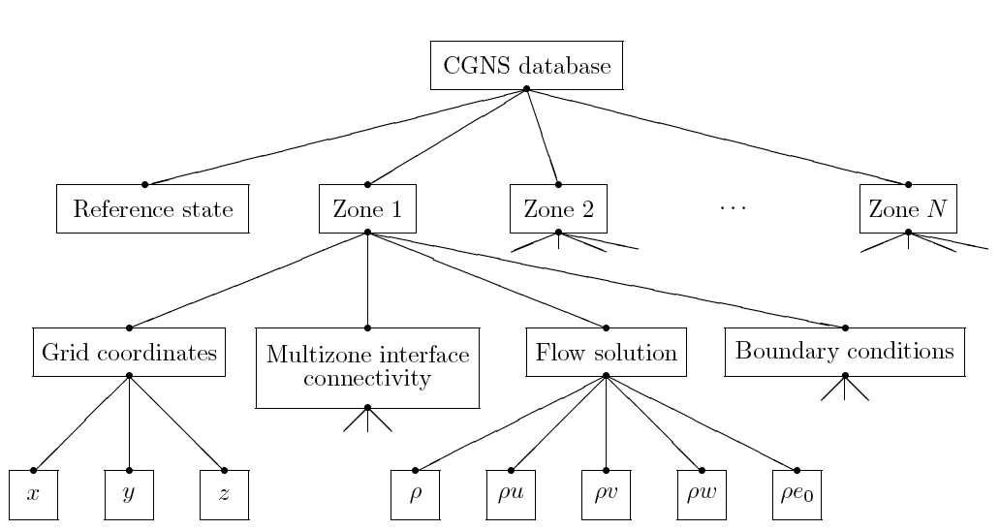 CGNS database
Reference state
Zone 1
Zone 2
...
Zone N
Grid coordinates
Multizone interface
connectivity
Flow solution
Boundary conditions
x
y
z
ρ
ρu
ρv
ρw
ρe₀